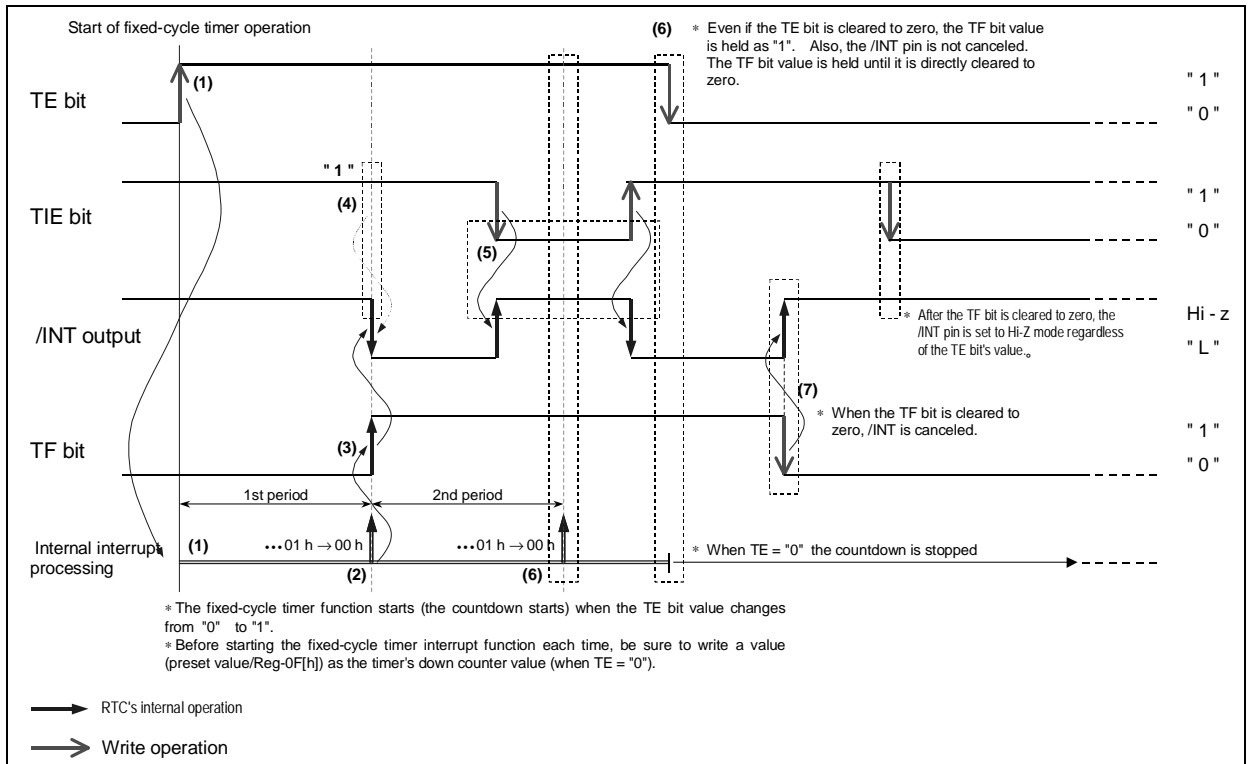 Start of fixed-cycle timer operation
(6) * Even if the TE bit is cleared to zero, the TF bit value
is held as "1". Also, the /INT pin is not canceled.
The TF bit value is held until it is directly cleared to
zero.
(1)
TE bit
" 1 "
" 0 "
" 1 "
(4)
TIE bit
(5)
" 1 "
" 0 "
/INT output
* After the TF bit is cleared to zero, the
/INT pin is set to Hi-Z mode regardless
of the TE bit's value.。
Hi - z
" L "
(7)
* When the TF bit is cleared to
zero, /INT is canceled.
TF bit
(3)
" 1 "
" 0 "
1st period
2nd period
Internal interrupt
processing
(1)
•••01 h → 00 h
•••01 h → 00 h
(2)
(6)
* When TE = "0" the countdown is stopped
* The fixed-cycle timer function starts (the countdown starts) when the TE bit value changes
from "0" to "1".
* Before starting the fixed-cycle timer interrupt function each time, be sure to write a value
(preset value/Reg-0F[h]) as the timer's down counter value (when TE = "0").
RTC's internal operation
Write operation